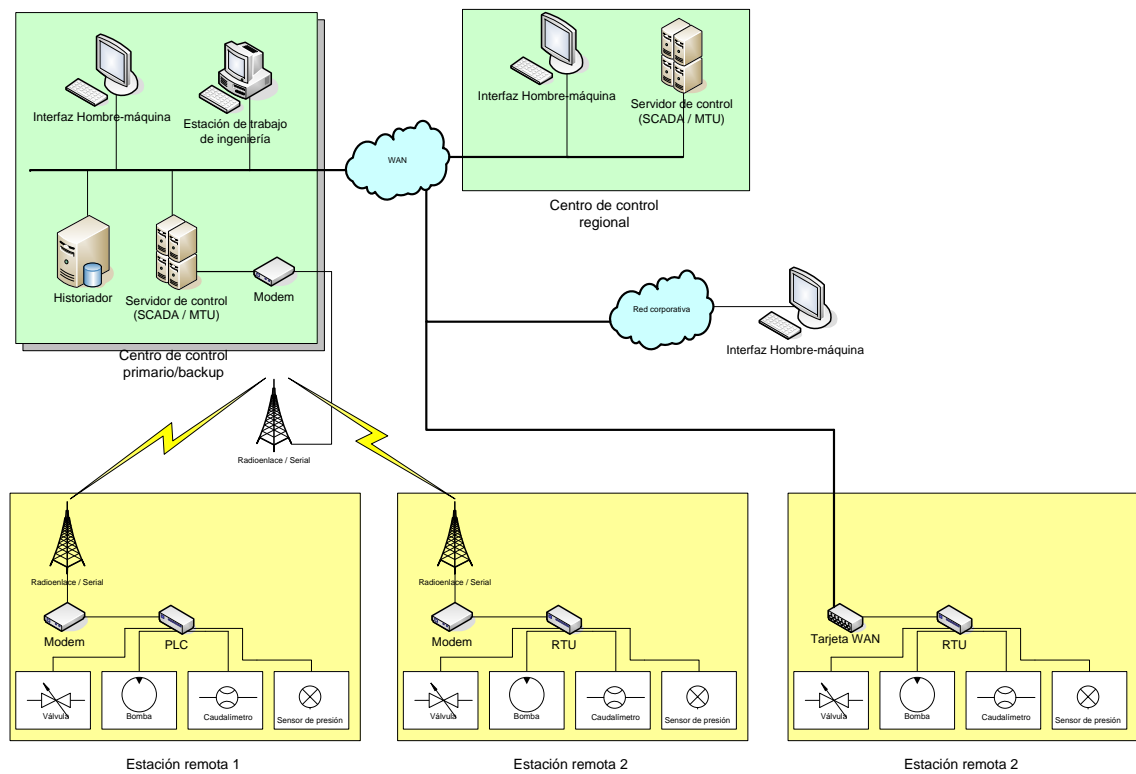 Interfaz Hombre-máquina
Estación de trabajo
de ingeniería
Historiador
Servidor de control
(SCADA / MTU)
Modem
Centro de control
primario/backup
WAN
Interfaz Hombre-máquina
Servidor de control
(SCADA / MTU)
Centro de control
regional
Red corporativa
Interfaz Hombre-máquina
Radioenlace / Serial
Radioenlace / Serial
Modem
PLC
Válvula
Bomba
Caudalímetro
Sensor de presión
Estación remota 1
Radioenlace / Serial
Modem
RTU
Válvula
Bomba
Caudalímetro
Sensor de presión
Estación remota 2
Tarjeta WAN
RTU
Válvula
Bomba
Caudalímetro
Sensor de presión
Estación remota 2